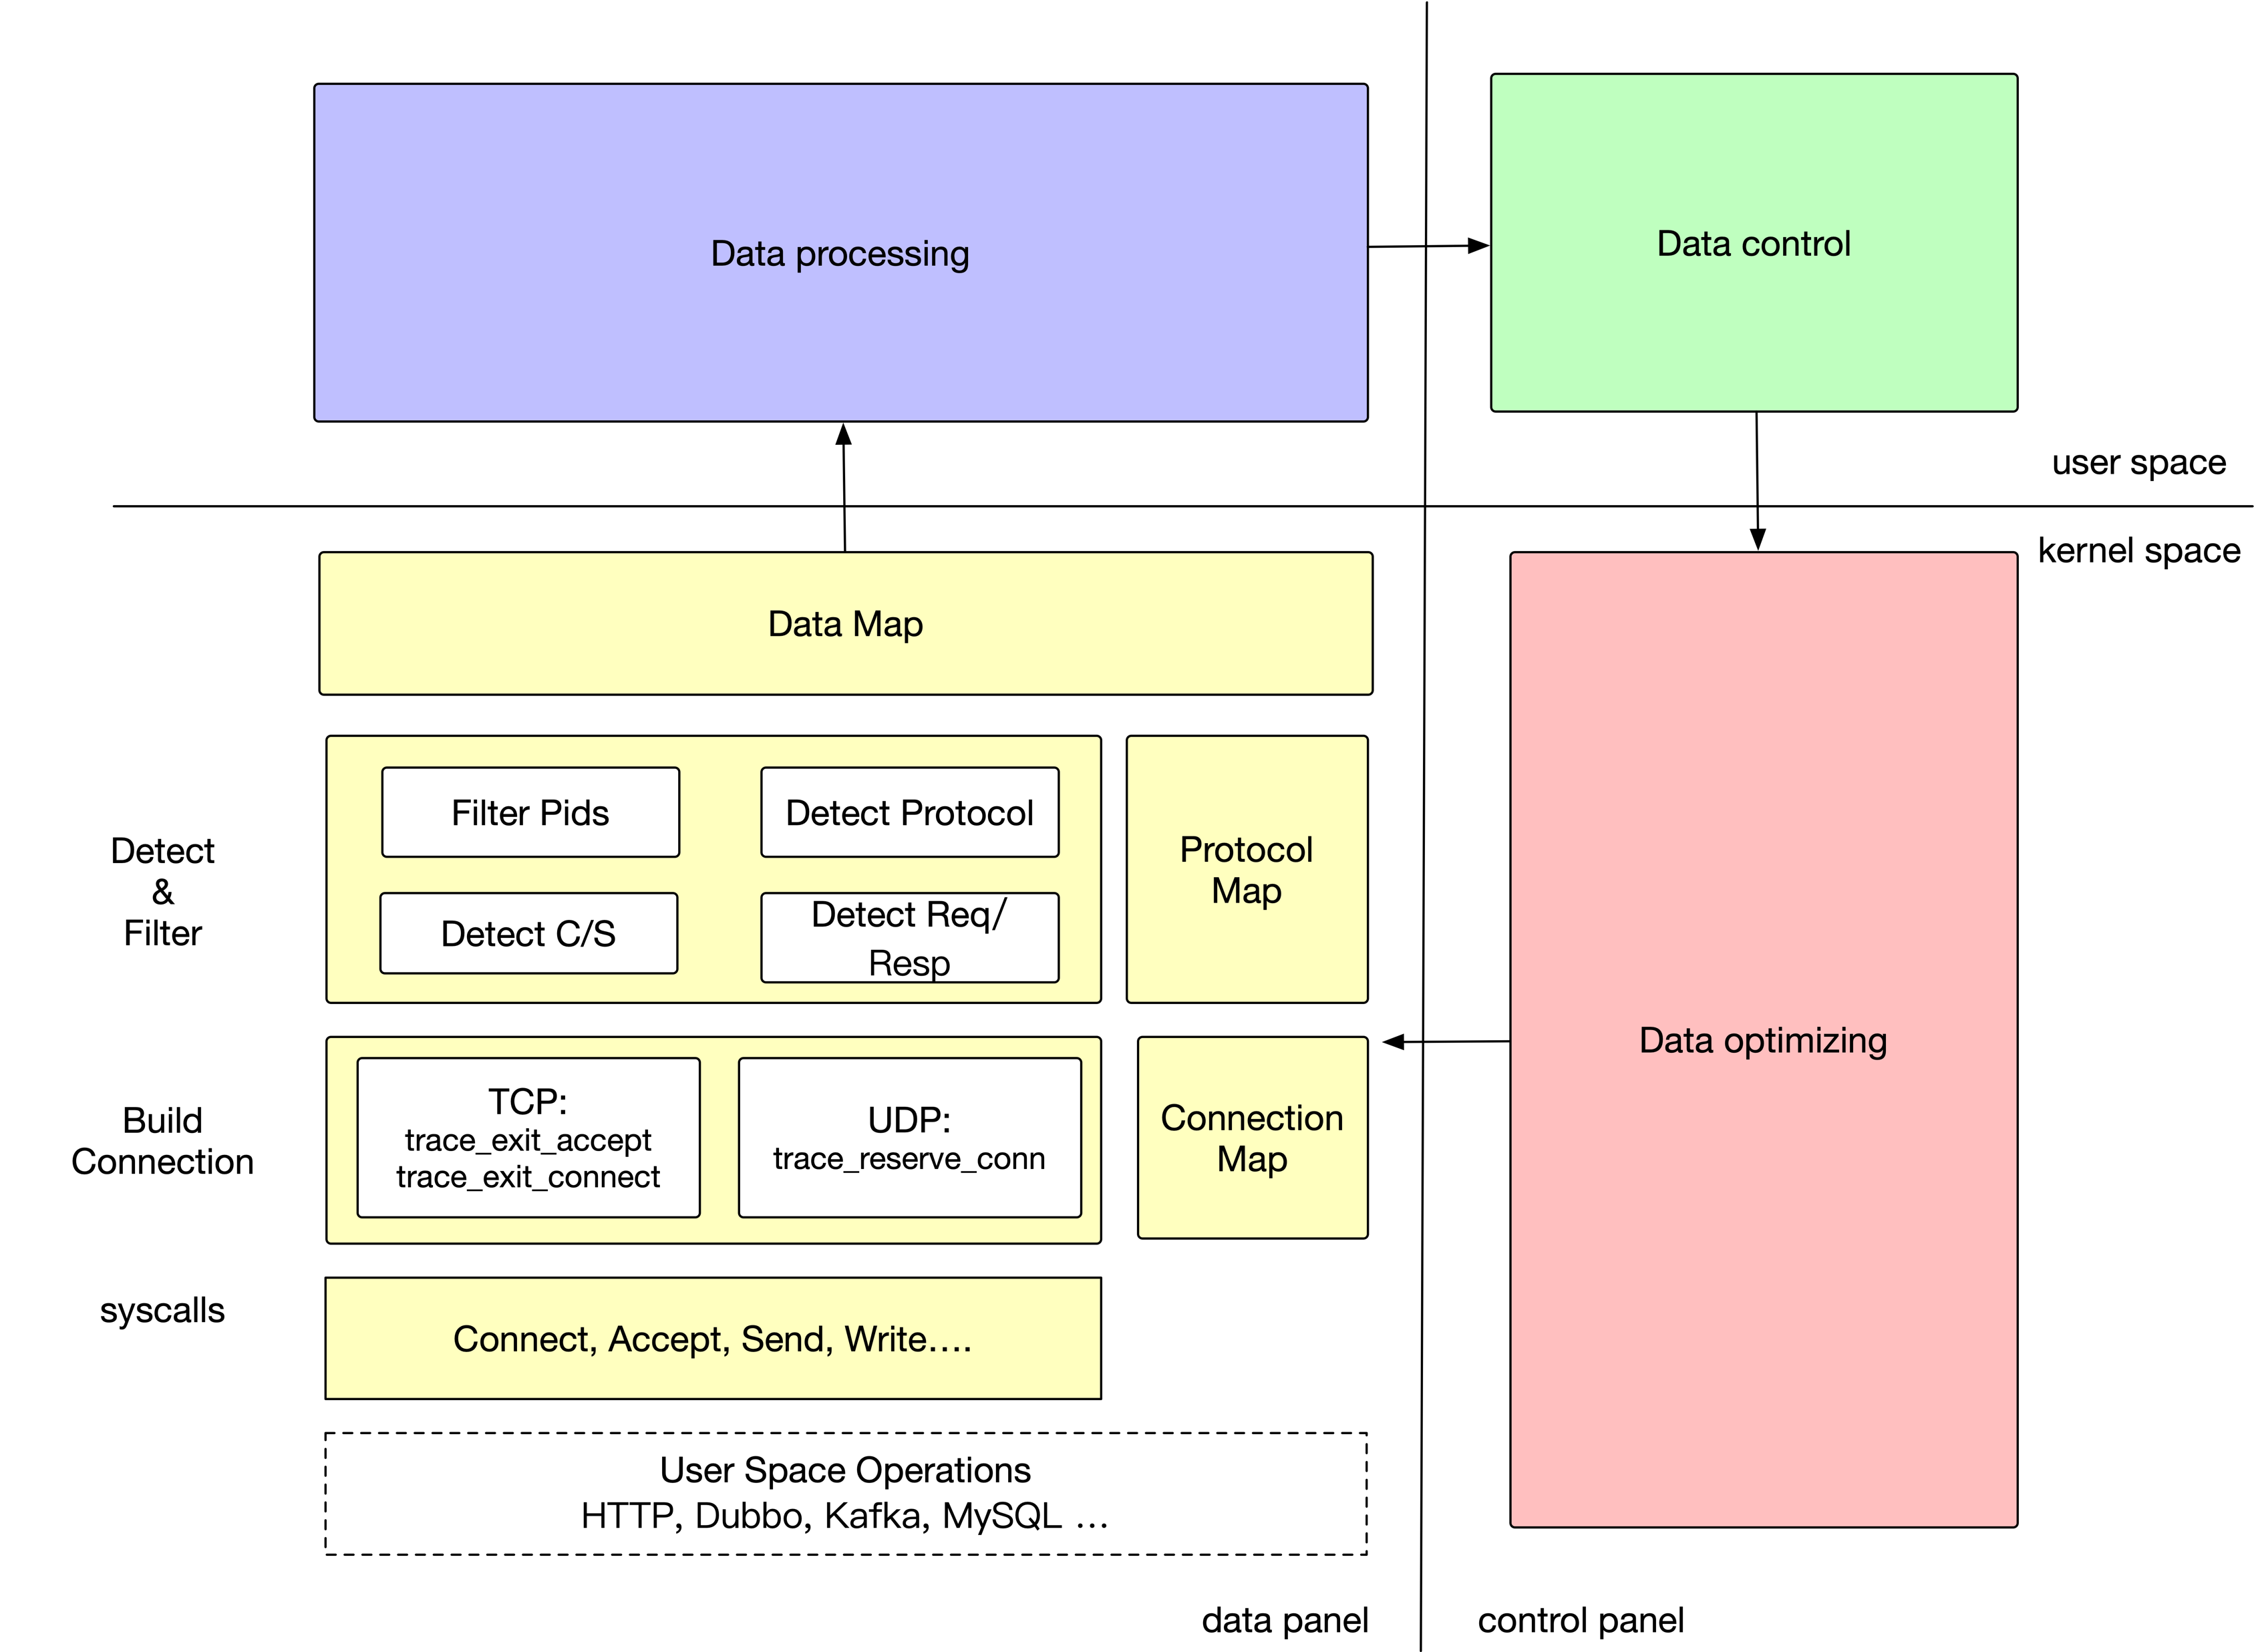 Data processing
Data control
user space
kernel space
Data Map
Detect
&
Filter
Filter Pids
Detect Protocol
Detect C/S
Detect Req/
Resp
Protocol
Map
Build
Connection
TCP:
trace_exit_accept
trace_exit_connect
UDP:
trace_reserve_conn
Connection
Map
Data optimizing
syscalls
Connect, Accept, Send, Write....
User Space Operations
HTTP, Dubbo, Kafka, MySQL ...
data panel
control panel